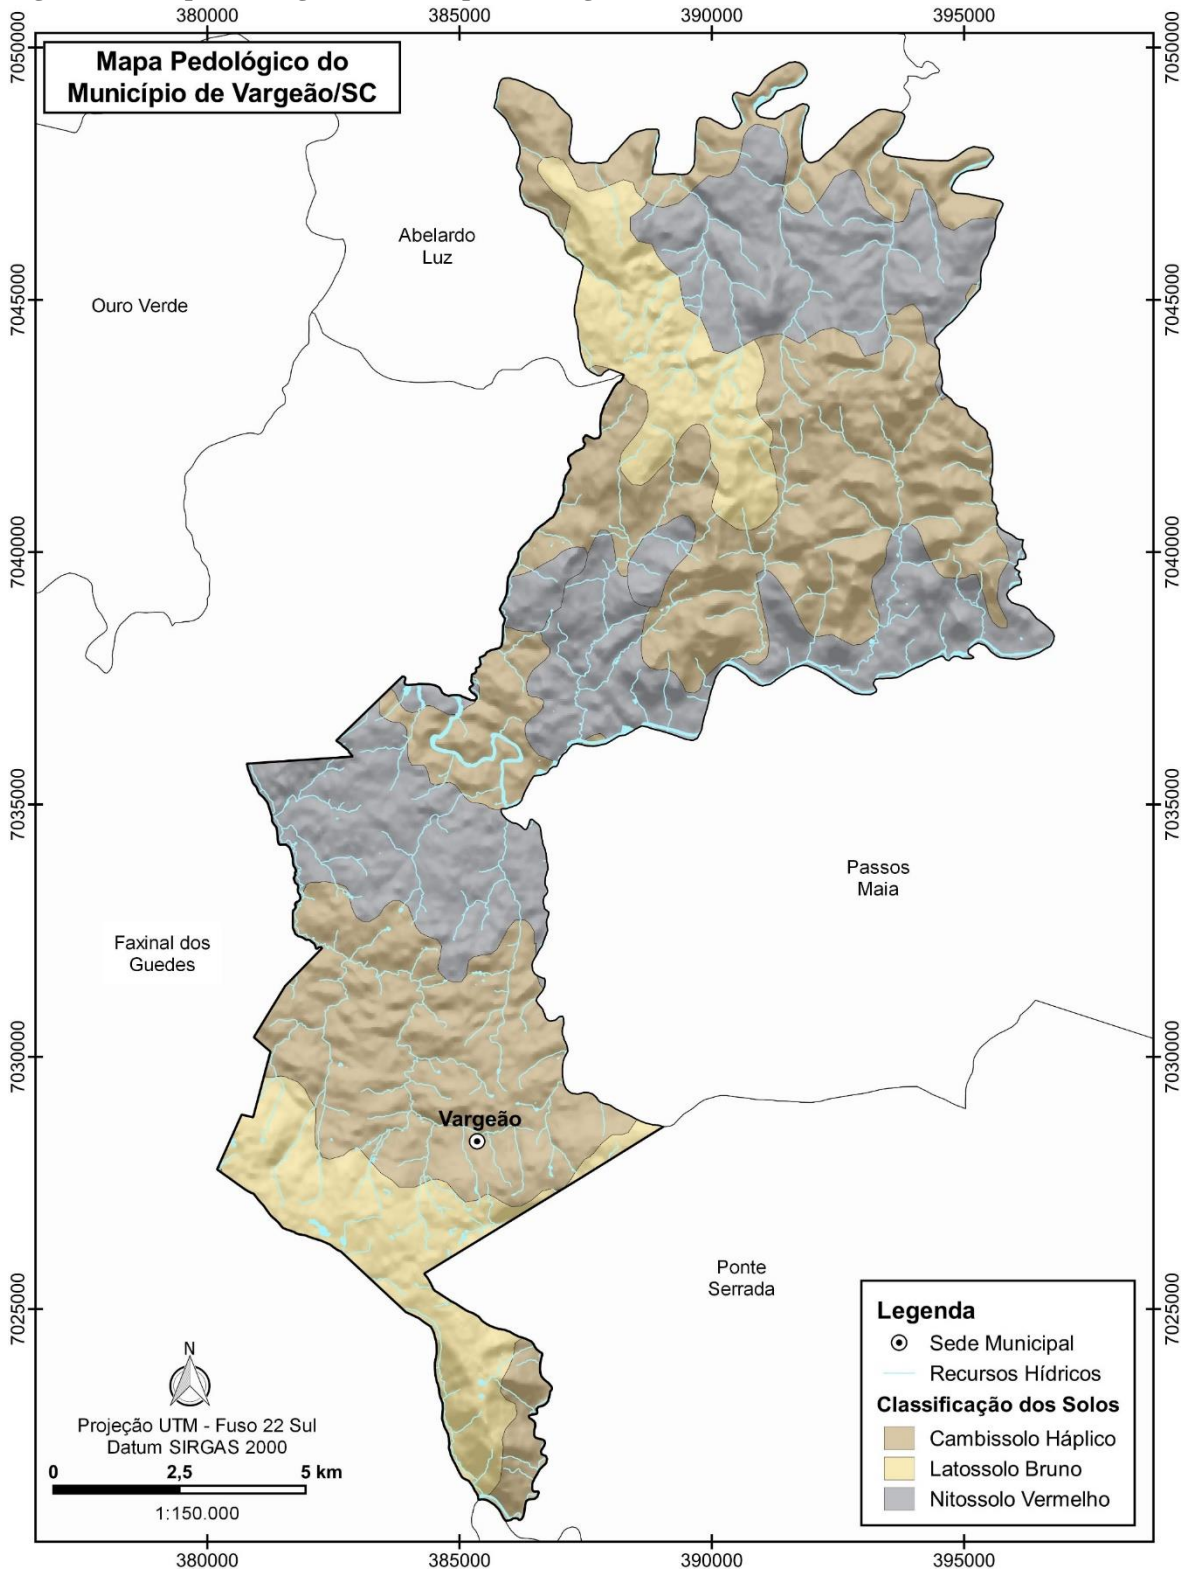 380000
385000
390000
395000
7050000
7050000
Mapa Pedológico do
Município de Vargeão/SC
Abelardo
Luz
Ouro Verde
7045000
7045000
7040000
7040000
7035000
7035000
Passos
Maia
Faxinal dos
Guedes
7030000
7030000
Vargeão
Ponte
Serrada
7025000
7025000
Legenda
Sede Municipal
Recursos Hídricos
Classificação dos Solos
Cambissolo Háplico
Latossolo Bruno
Nitossolo Vermelho
N
Projeção UTM - Fuso 22 Sul
Datum SIRGAS 2000
0 2,5 5 km
1:150.000
380000
385000
390000
395000